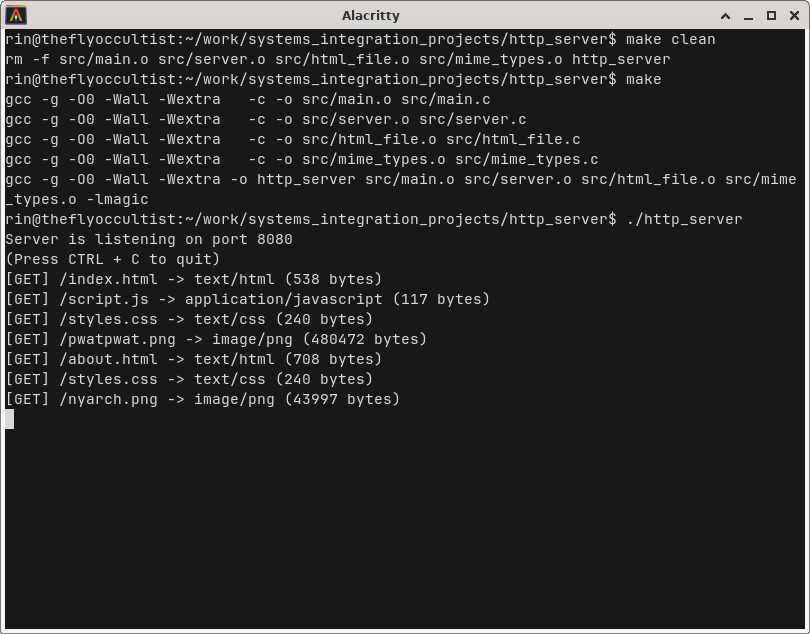 Alacritty
rin@theflyoccultist:~/work/systems_integration_projects/http_server$ make clean
rm -f src/main.o src/server.o src/html_file.o src/mime_types.o http_server
rin@theflyoccultist:~/work/systems_integration_projects/http_server$ make
gcc -g -O0 -Wall -Wextra   -c -o src/main.o src/main.c
gcc -g -O0 -Wall -Wextra   -c -o src/server.o src/server.c
gcc -g -O0 -Wall -Wextra   -c -o src/html_file.o src/html_file.c
gcc -g -O0 -Wall -Wextra   -c -o src/mime_types.o src/mime_types.c
gcc -g -O0 -Wall -Wextra -o http_server src/main.o src/server.o src/html_file.o src/mime
_types.o -lmagic
rin@theflyoccultist:~/work/systems_integration_projects/http_server$ ./http_server
Server is listening on port 8080
(Press CTRL + C to quit)
[GET] /index.html -> text/html (538 bytes)
[GET] /script.js -> application/javascript (117 bytes)
[GET] /styles.css -> text/css (240 bytes)
[GET] /pwatpwat.png -> image/png (480472 bytes)
[GET] /about.html -> text/html (708 bytes)
[GET] /styles.css -> text/css (240 bytes)
[GET] /nyarch.png -> image/png (43997 bytes)